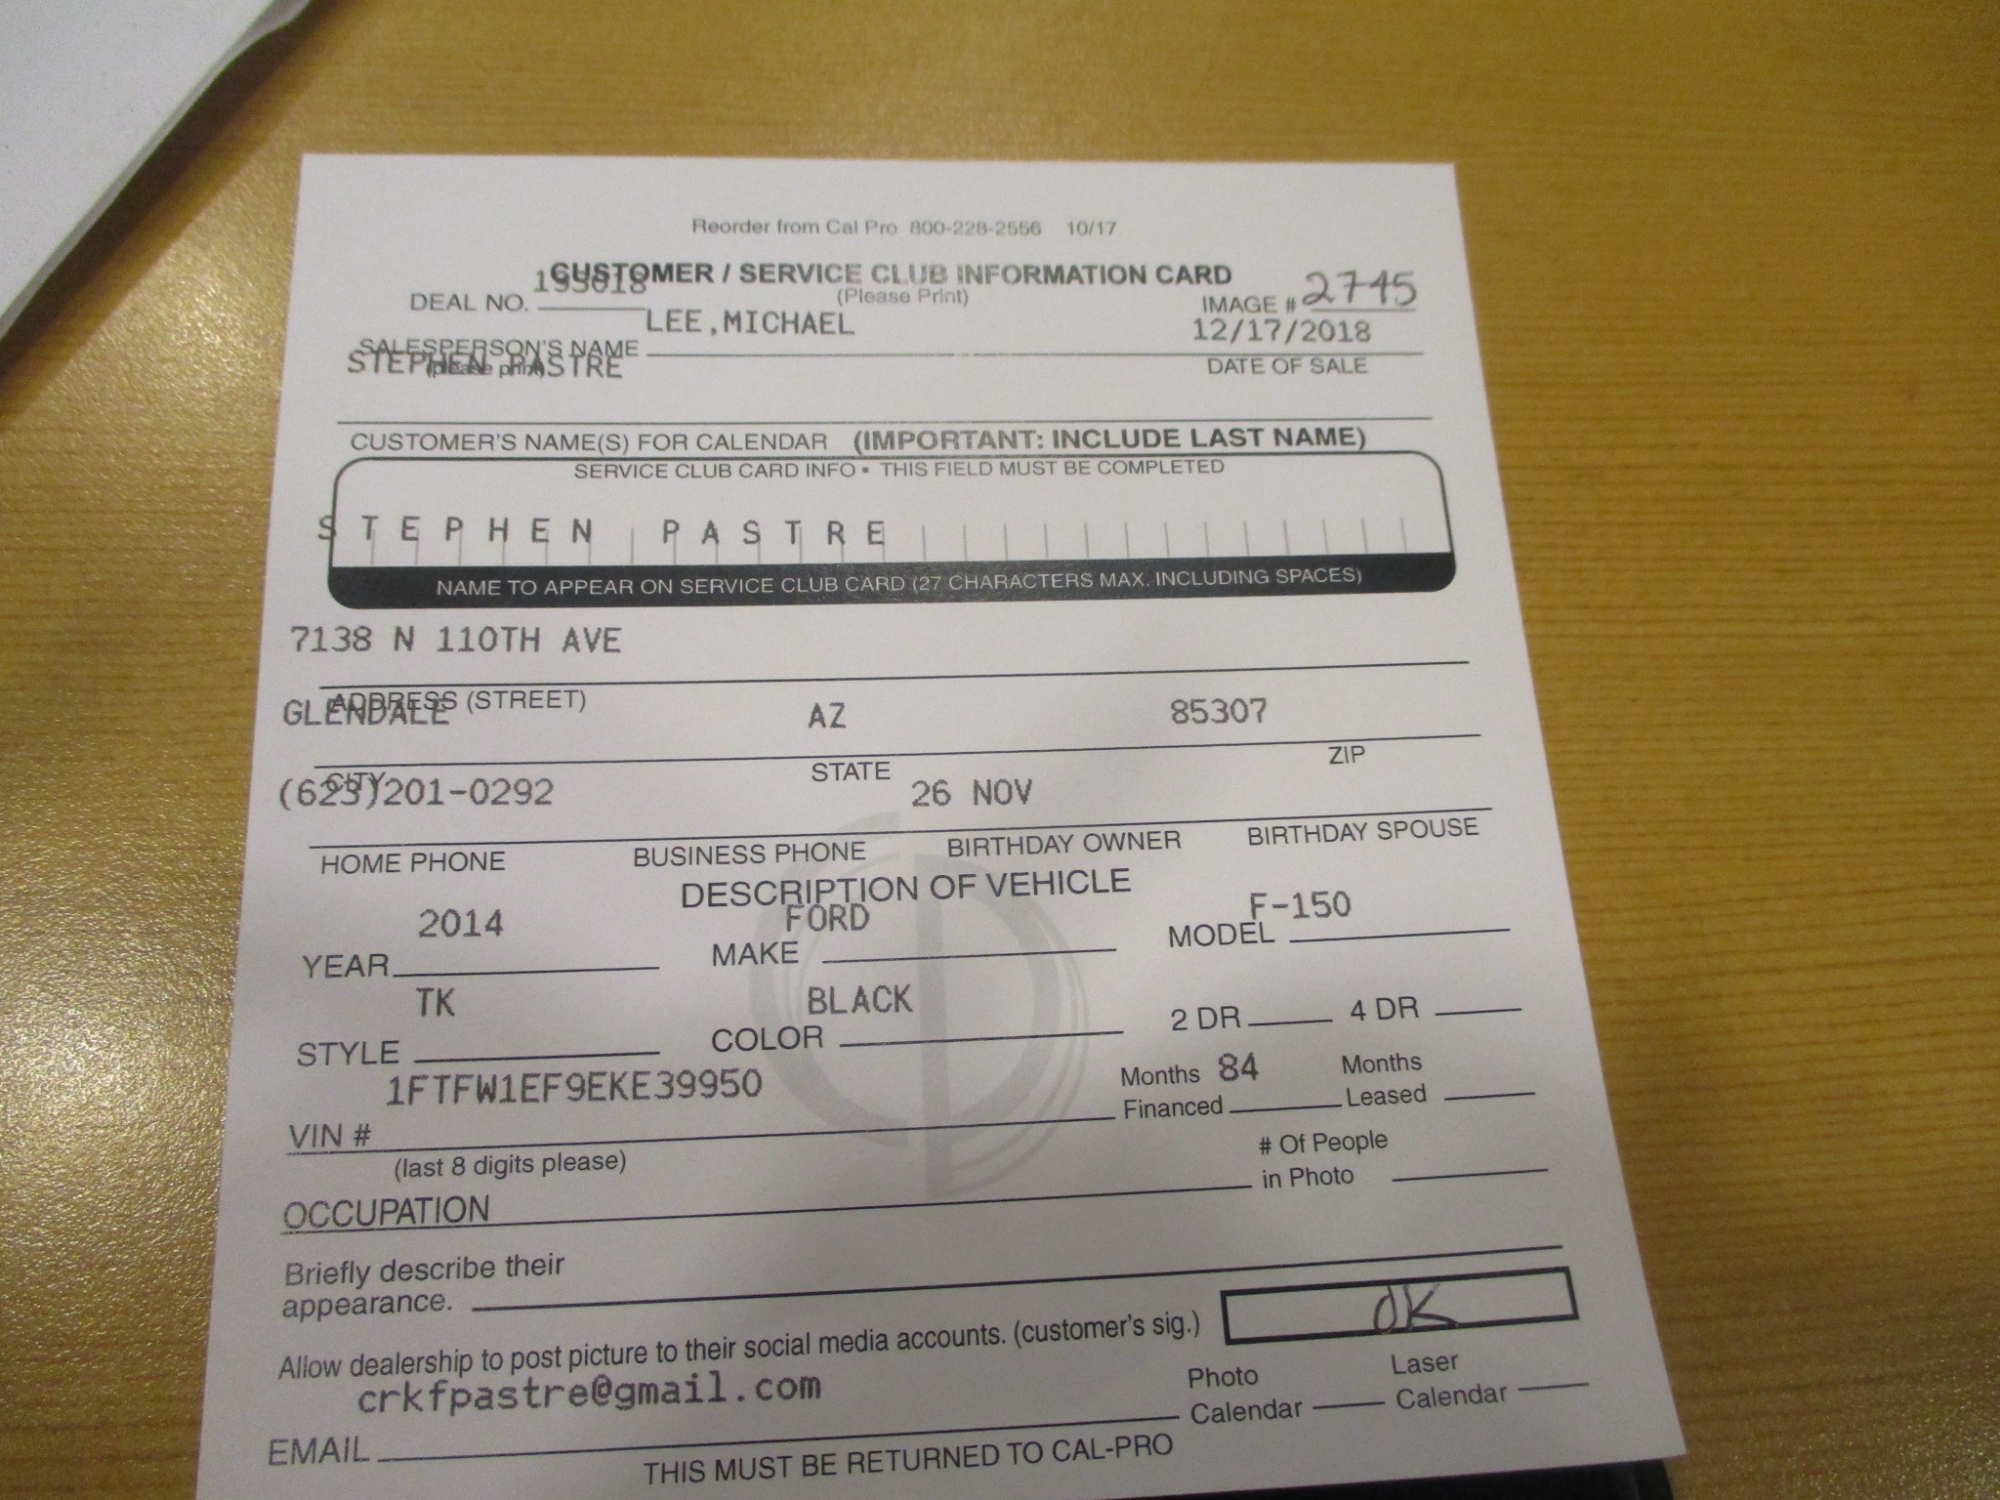 Reorder from Cal Pro 800-228-2556 10/17
CUSTOMER / SERVICE CLUB INFORMATION CARD
(Please Print)
DEAL NO. IMAGE # 2745
LEE,MICHAEL 12/17/2018
SALESPERSON'S NAME DATE OF SALE
(please print)
STEPHEN PASTRE
CUSTOMER'S NAME(S) FOR CALENDAR (IMPORTANT: INCLUDE LAST NAME)
SERVICE CLUB CARD INFO • THIS FIELD MUST BE COMPLETED
STEPHEN PASTRE
NAME TO APPEAR ON SERVICE CLUB CARD (27 CHARACTERS MAX. INCLUDING SPACES)
7138 N 110TH AVE
ADDRESS (STREET)
GLENDALE AZ 85307
CITY STATE ZIP
(623)201-0292 26 NOV
HOME PHONE BUSINESS PHONE BIRTHDAY OWNER BIRTHDAY SPOUSE
DESCRIPTION OF VEHICLE
2014 FORD F-150
YEAR MAKE MODEL
TK BLACK
STYLE COLOR 2 DR 4 DR
1FTFW1EF9EKE39950 Months 84 Months
VIN # Financed Leased
(last 8 digits please) # Of People
OCCUPATION in Photo
Briefly describe their
appearance.
Allow dealership to post picture to their social media accounts. (customer's sig.) OK
crkfpastre@gmail.com Photo Laser
EMAIL Calendar Calendar
THIS MUST BE RETURNED TO CAL-PRO